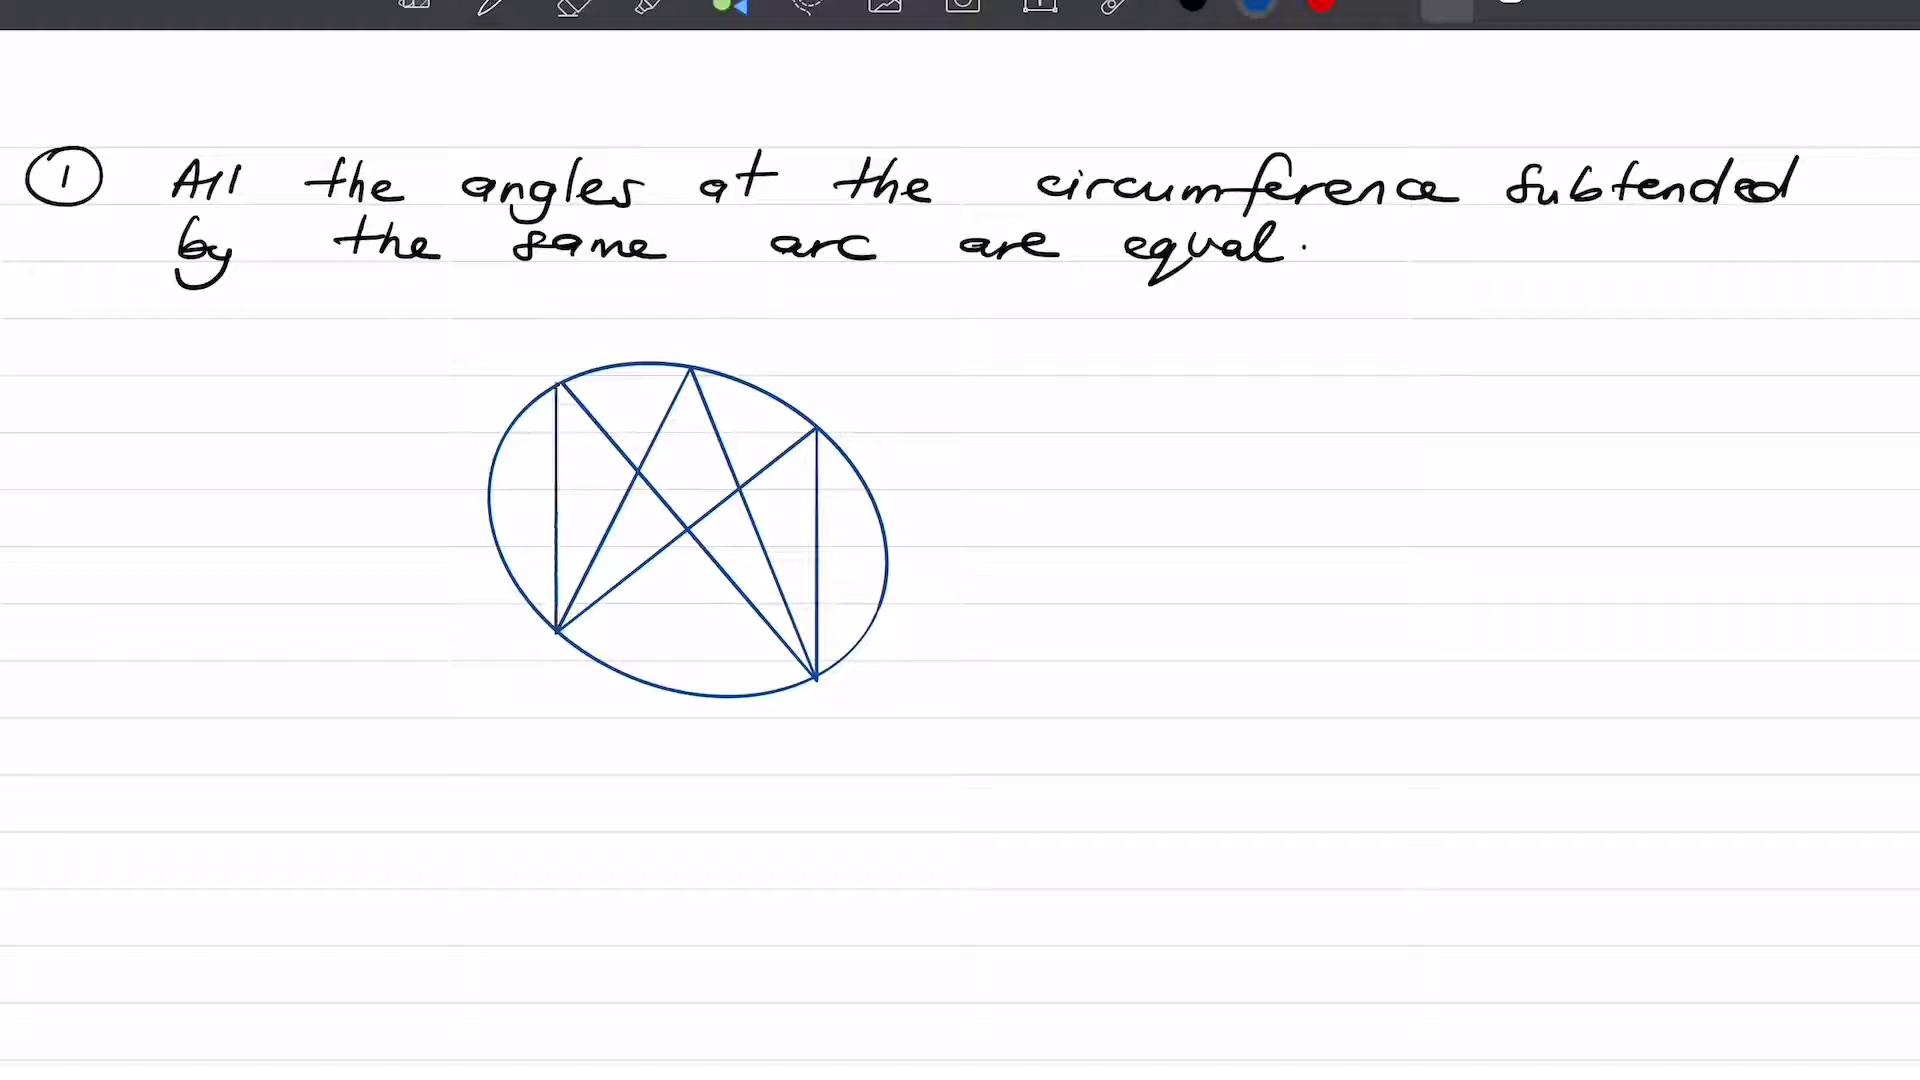 ① All the angles at the circumference subtended
by the same arc are equal.